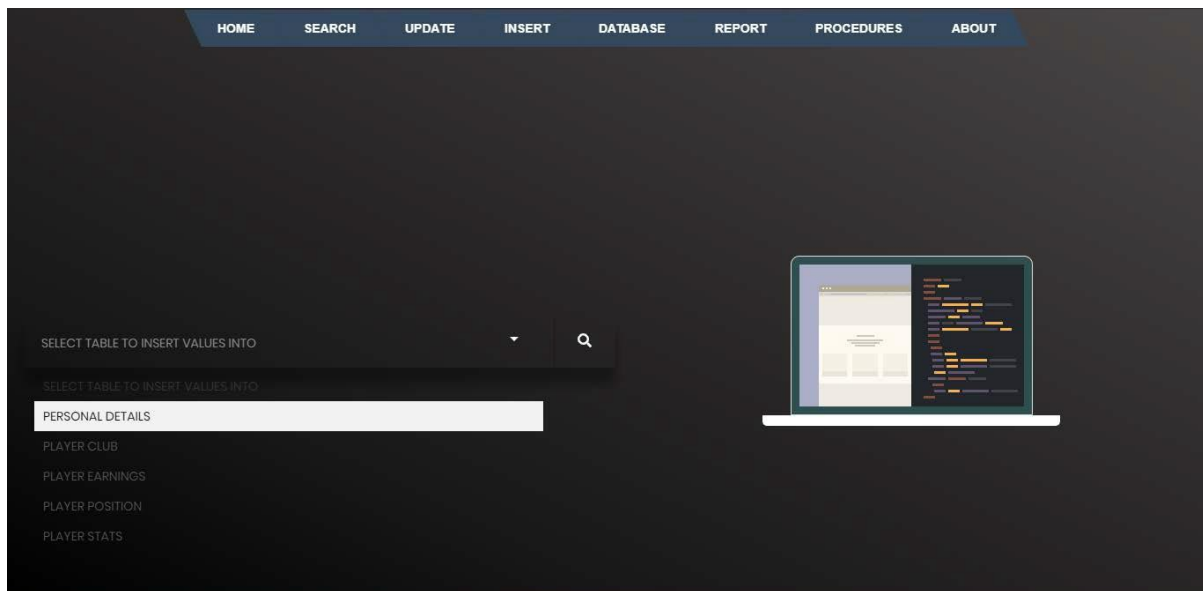 HOME SEARCH UPDATE INSERT DATABASE REPORT PROCEDURES ABOUT
SELECT TABLE TO INSERT VALUES INTO
SELECT TABLE TO INSERT VALUES INTO
PERSONAL DETAILS
PLAYER CLUB
PLAYER EARNINGS
PLAYER POSITION
PLAYER STATS